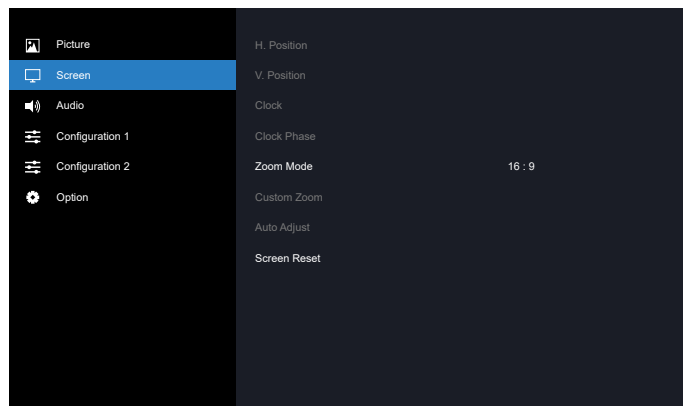 Picture
Screen
Audio
Configuration 1
Configuration 2
Option
H. Position
V. Position
Clock
Clock Phase
Zoom Mode 16 : 9
Custom Zoom
Auto Adjust
Screen Reset